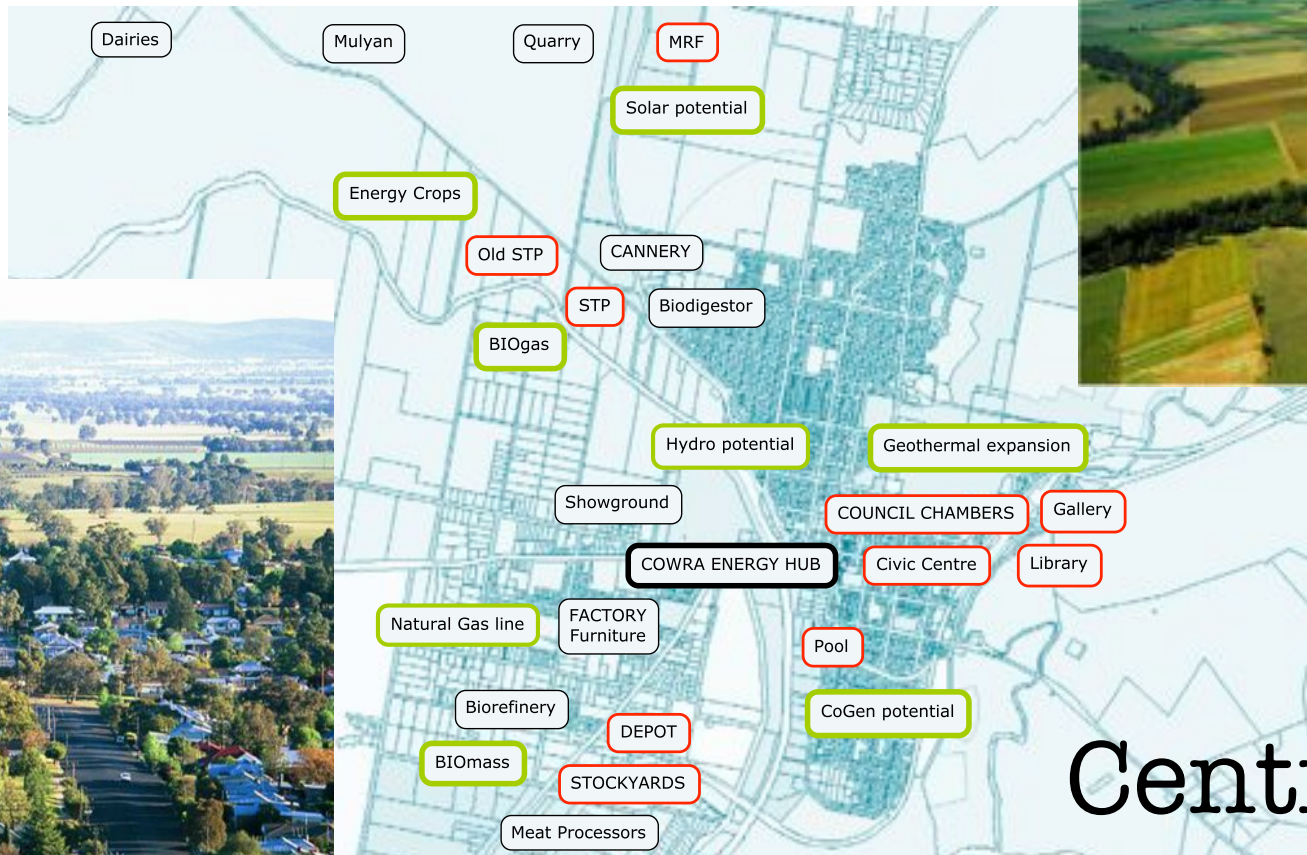 Dairies
Mulyan
Quarry
MRF
Solar potential
Energy Crops
Old STP
CANNERY
STP
Biodigestor
BIOgas
Hydro potential
Geothermal expansion
Showground
COUNCIL CHAMBERS
Gallery
COWRA ENERGY HUB
Civic Centre
Library
Natural Gas line
FACTORY
Furniture
Pool
Biorefinery
CoGen potential
DEPOT
BIOmass
STOCKYARDS
Meat Processors